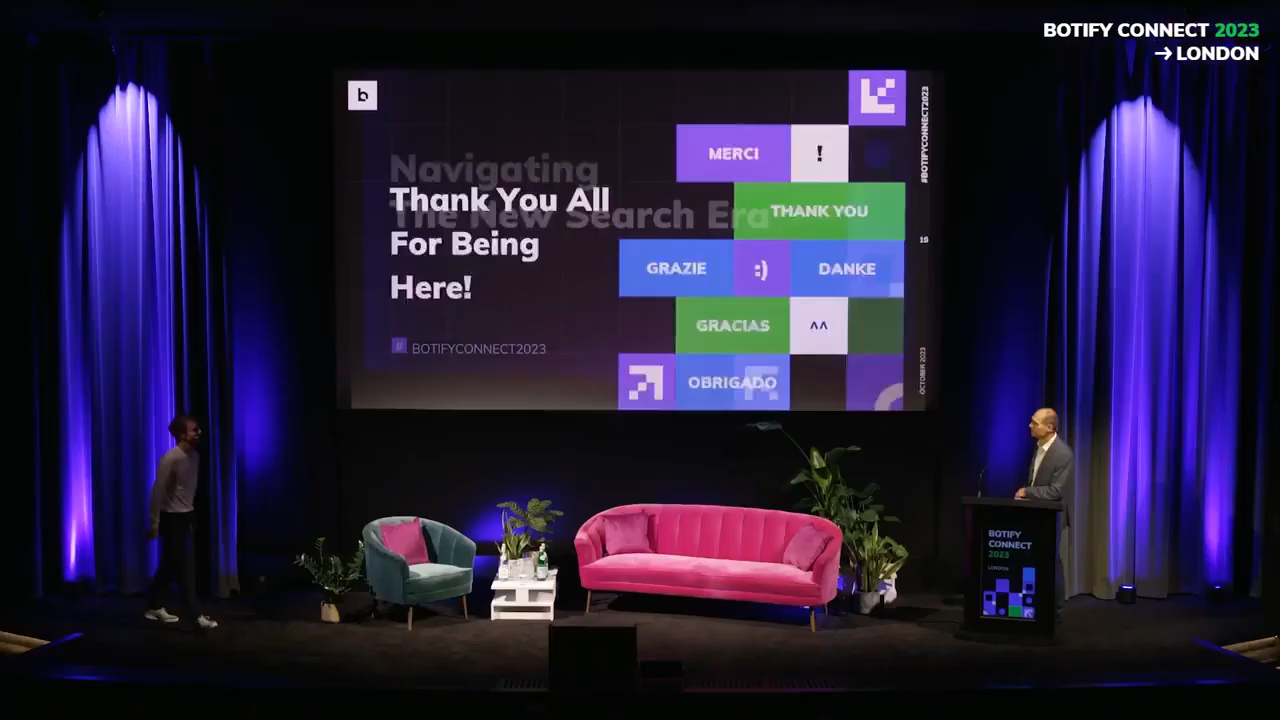 BOTIFY CONNECT 2023
→ LONDON
b
Navigating
The New Search Era
Thank You All
For Being
Here!
# BOTIFYCONNECT2023
MERCI
!
THANK YOU
GRAZIE
:)
DANKE
GRACIAS
^^
OBRIGADO
#BOTIFYCONNECT2023
OCTOBER 2023
BOTIFY
CONNECT
2023
LONDON